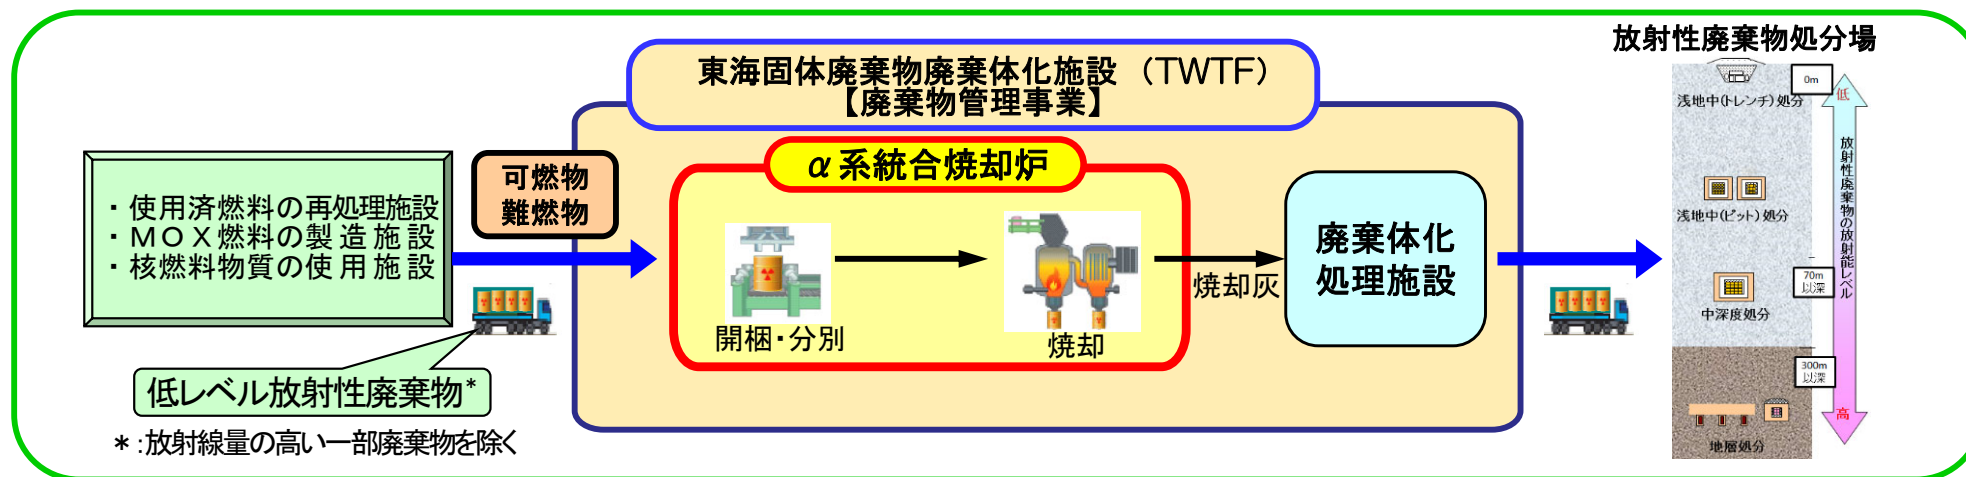 放射性廃棄物処分場
東海固体廃棄物廃棄体化施設（TWTF）
【廃棄物管理事業】
α系統合焼却炉
可燃物
難燃物
・使用済燃料の再処理施設
・MOX燃料の製造施設
・核燃料物質の使用施設
開梱・分別
焼却
焼却灰
廃棄体化
処理施設
低レベル放射性廃棄物*
*：放射線量の高い一部廃棄物を除く
0m
低
浅地中(トレンチ)処分
浅地中(ピット)処分
放射性廃棄物の放射能レベル
70m
以深
中深度処分
300m
以深
高
地層処分